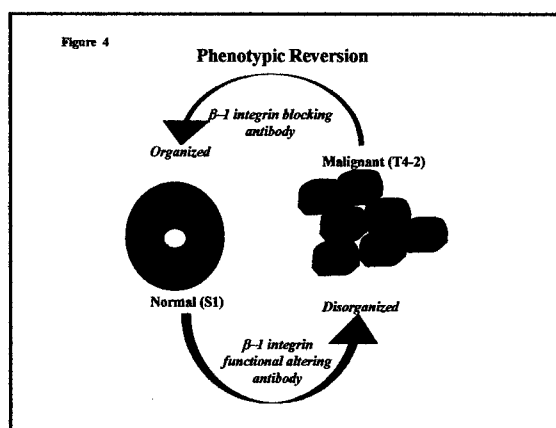 Figure 4
Phenotypic Reversion
β–1 integrin blocking
antibody
Organized
Malignant (T4-2)
Normal (S1)
Disorganized
β–1 integrin
functional altering
antibody